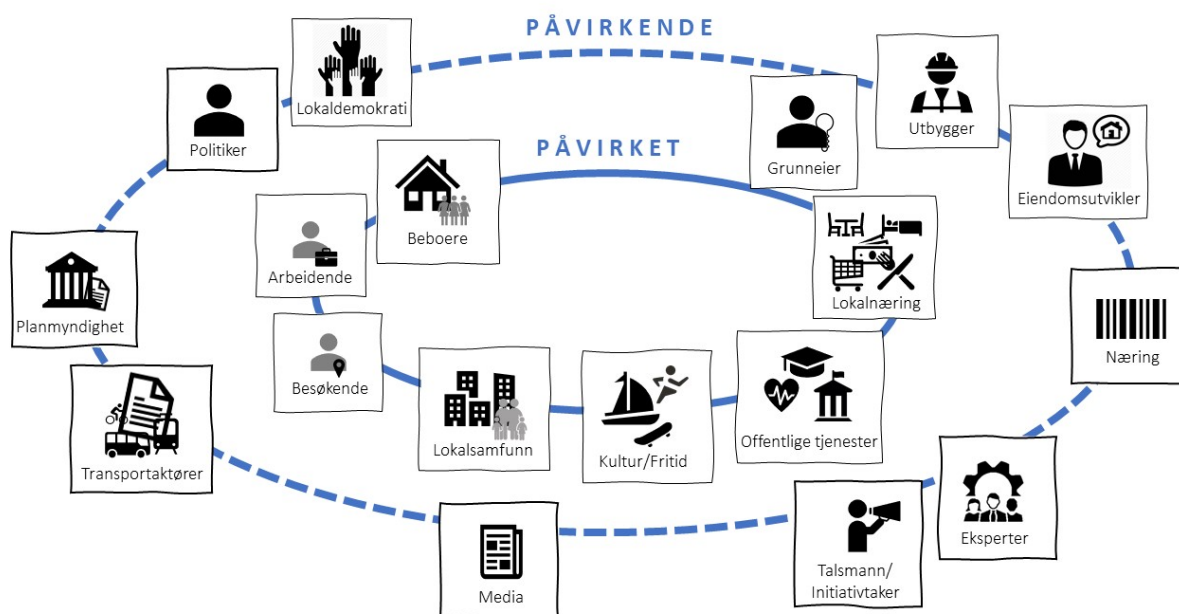 PÅVIRKENDE
Lokaldemokrati
Politiker
Utbygger
Grunneier
Eiendomsutvikler
PÅVIRKET
Beboere
Arbeidende
Lokalnæring
Planmyndighet
Besøkende
Næring
Transportaktører
Lokalsamfunn
Kultur/Fritid
Offentlige tjenester
Eksperter
Media
Talsmann/
Initiativtaker